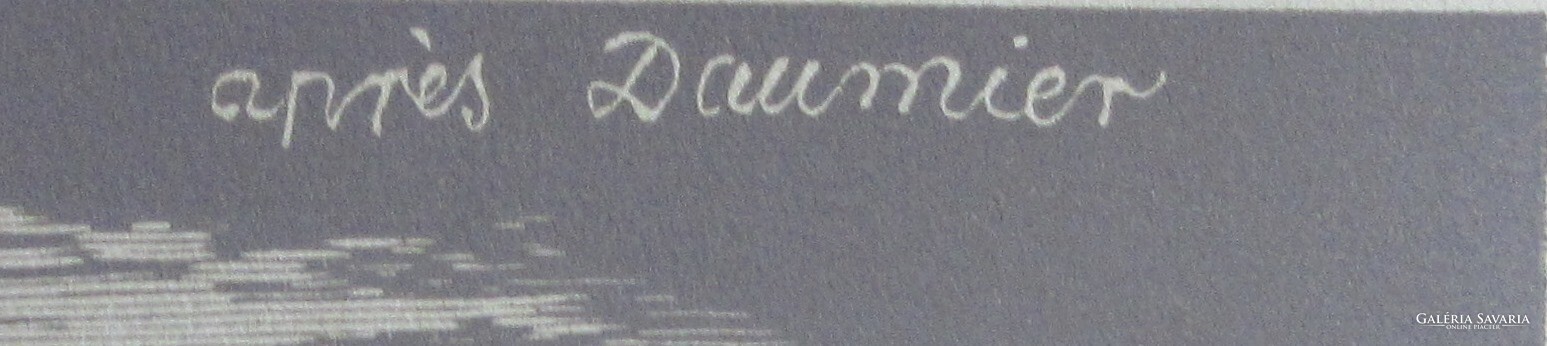 après Daumier
GALÉRIA SAVARIA
ONLINE PIACTÉR